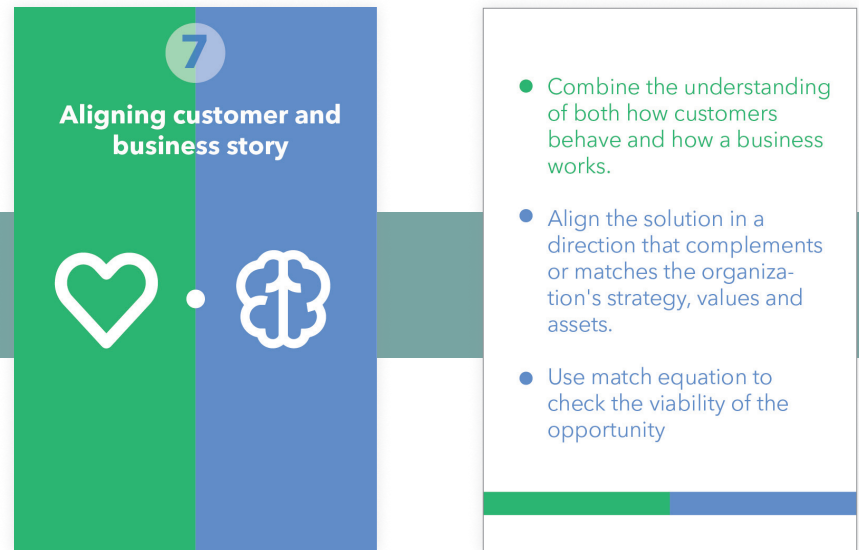 7
Aligning customer and
business story
● Combine the understanding
of both how customers
behave and how a business
works.
● Align the solution in a
direction that complements
or matches the organiza-
tion's strategy, values and
assets.
● Use match equation to
check the viability of the
opportunity